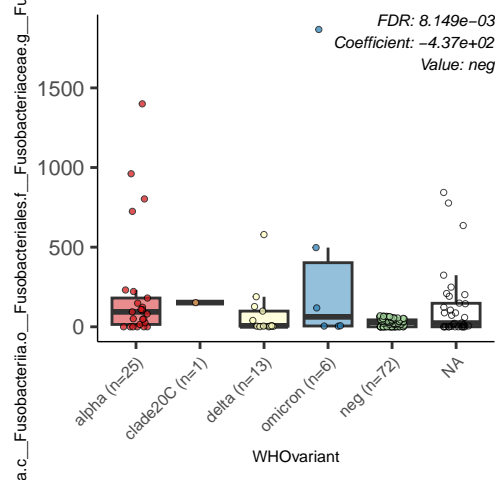 FDR: 8.149e−03
Coefficient: −4.37e+02
Value: neg
a.c__Fusobacteriia.o__Fusobacteriales.f__Fusobacteriaceae.g__Fu
1500
1000
500
0
alpha (n=25)
clade20C (n=1)
delta (n=13)
omicron (n=6)
neg (n=72)
NA
WHOvariant